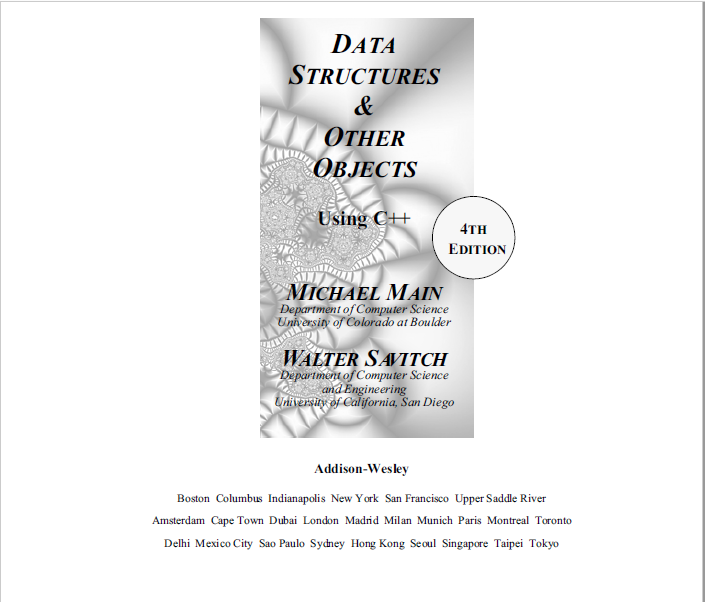 DATA
STRUCTURES
&
OTHER
OBJECTS
Using C++
4TH
EDITION
MICHAEL MAIN
Department of Computer Science
University of Colorado at Boulder
WALTER SAVITCH
Department of Computer Science
and Engineering
University of California, San Diego
Addison-Wesley
Boston Columbus Indianapolis New York San Francisco Upper Saddle River
Amsterdam Cape Town Dubai London Madrid Milan Munich Paris Montreal Toronto
Delhi Mexico City Sao Paulo Sydney Hong Kong Seoul Singapore Taipei Tokyo